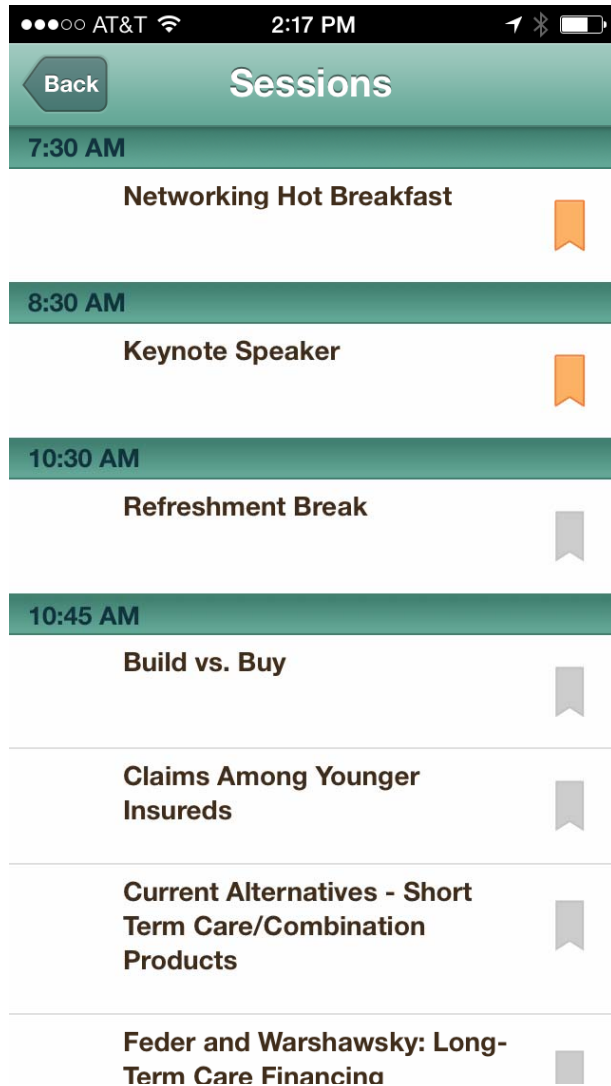 AT&T 2:17 PM
Back Sessions
7:30 AM
Networking Hot Breakfast
8:30 AM
Keynote Speaker
10:30 AM
Refreshment Break
10:45 AM
Build vs. Buy
Claims Among Younger
Insureds
Current Alternatives - Short
Term Care/Combination
Products
Feder and Warshawsky: Long-
Term Care Financing